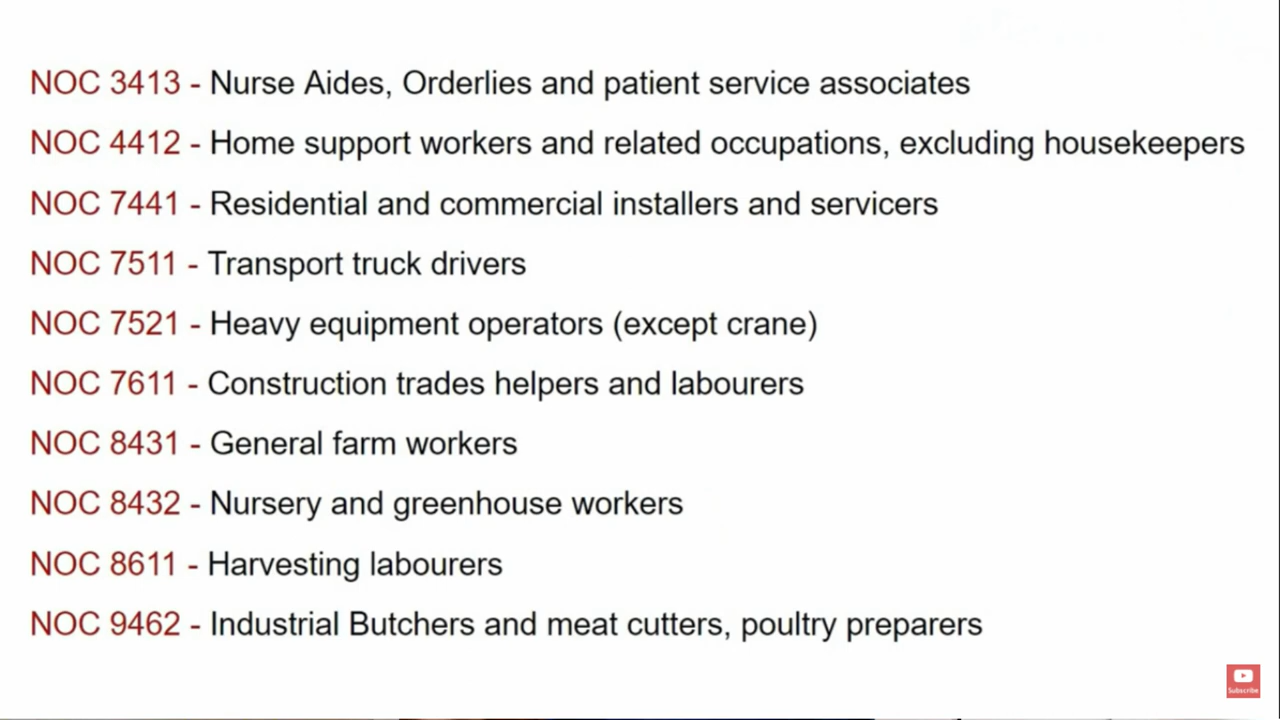 NOC 3413 - Nurse Aides, Orderlies and patient service associates
NOC 4412 - Home support workers and related occupations, excluding housekeepers
NOC 7441 - Residential and commercial installers and servicers
NOC 7511 - Transport truck drivers
NOC 7521 - Heavy equipment operators (except crane)
NOC 7611 - Construction trades helpers and labourers
NOC 8431 - General farm workers
NOC 8432 - Nursery and greenhouse workers
NOC 8611 - Harvesting labourers
NOC 9462 - Industrial Butchers and meat cutters, poultry preparers
Subscribe